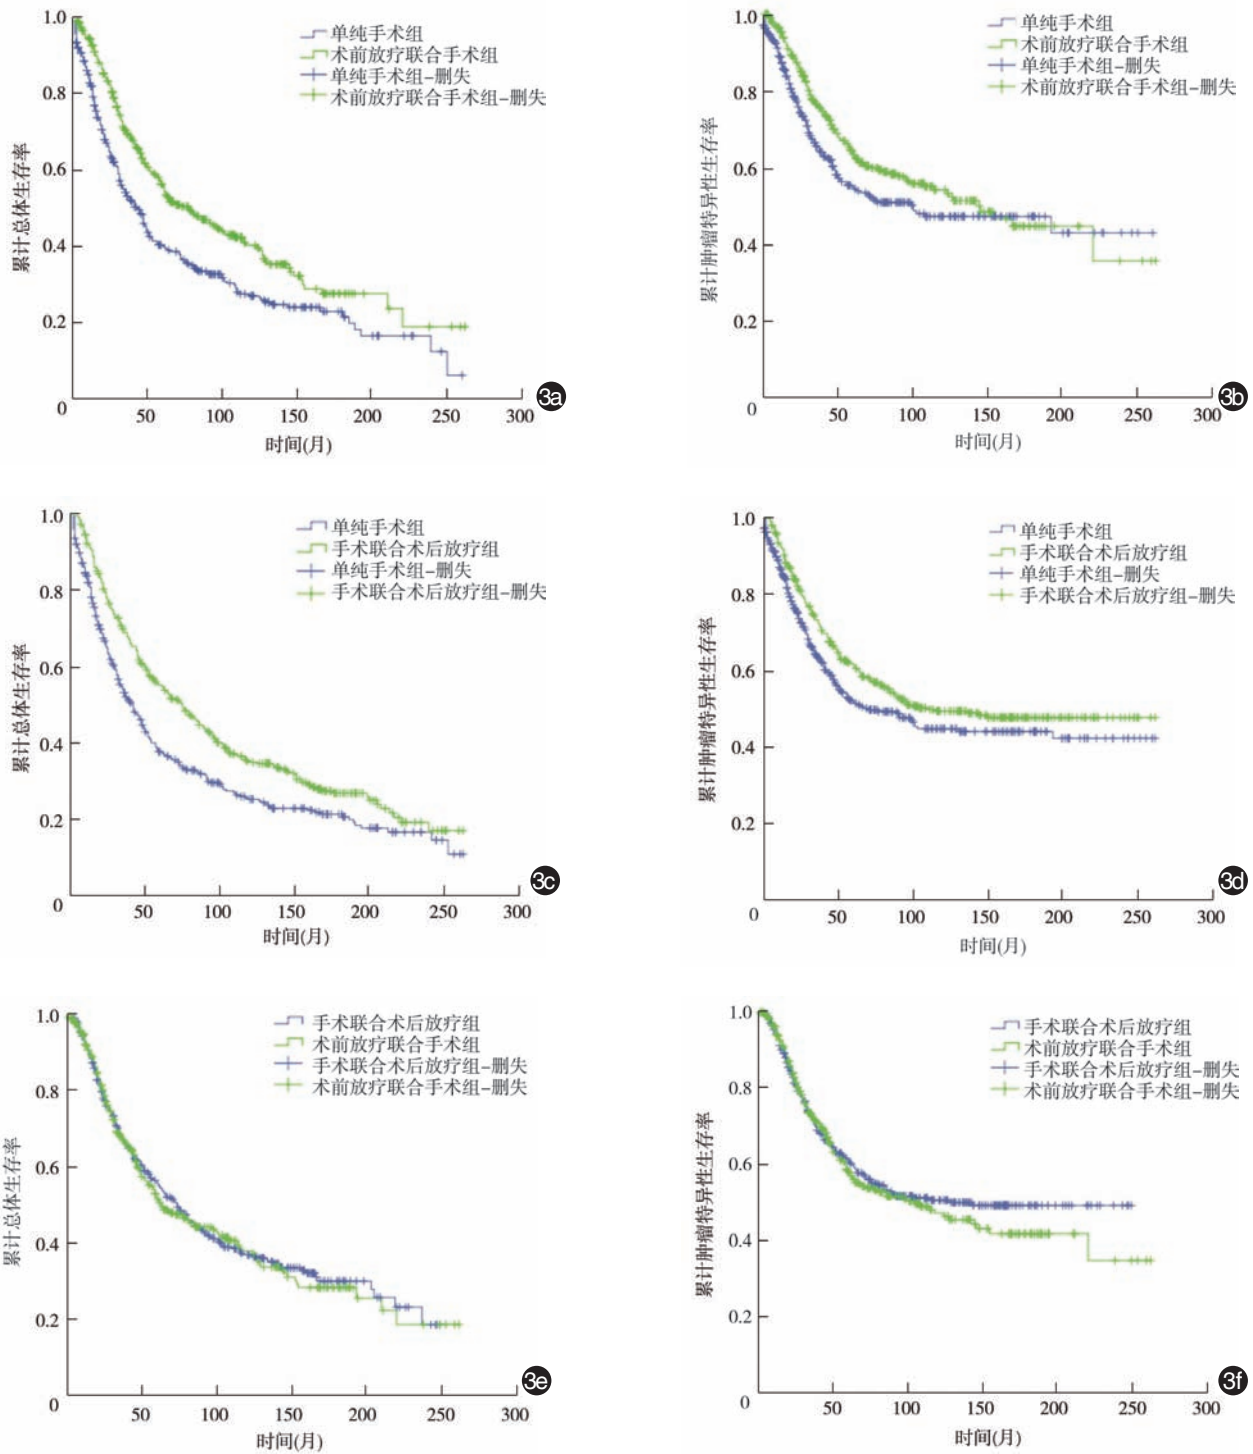 1.0
0.8
0.6
0.4
0.2
0
50
100
150
200
250
300
累计总体生存率
时间(月)
单纯手术组
术前放疗联合手术组
单纯手术组-删失
术前放疗联合手术组-删失
3a
1.0
0.8
0.6
0.4
0.2
0
50
100
150
200
250
300
累计肿瘤特异性生存率
时间(月)
单纯手术组
术前放疗联合手术组
单纯手术组-删失
术前放疗联合手术组-删失
3b
1.0
0.8
0.6
0.4
0.2
0
50
100
150
200
250
300
累计总体生存率
时间(月)
单纯手术组
手术联合术后放疗组
单纯手术组-删失
手术联合术后放疗组-删失
3c
1.0
0.8
0.6
0.4
0.2
0
50
100
150
200
250
300
累计肿瘤特异性生存率
时间(月)
单纯手术组
手术联合术后放疗组
单纯手术组-删失
手术联合术后放疗组-删失
3d
1.0
0.8
0.6
0.4
0.2
0
50
100
150
200
250
300
累计总体生存率
时间(月)
手术联合术后放疗组
术前放疗联合手术组
手术联合术后放疗组-删失
术前放疗联合手术组-删失
3e
1.0
0.8
0.6
0.4
0.2
0
50
100
150
200
250
300
累计肿瘤特异性生存率
时间(月)
手术联合术后放疗组
术前放疗联合手术组
手术联合术后放疗组-删失
术前放疗联合手术组-删失
3f